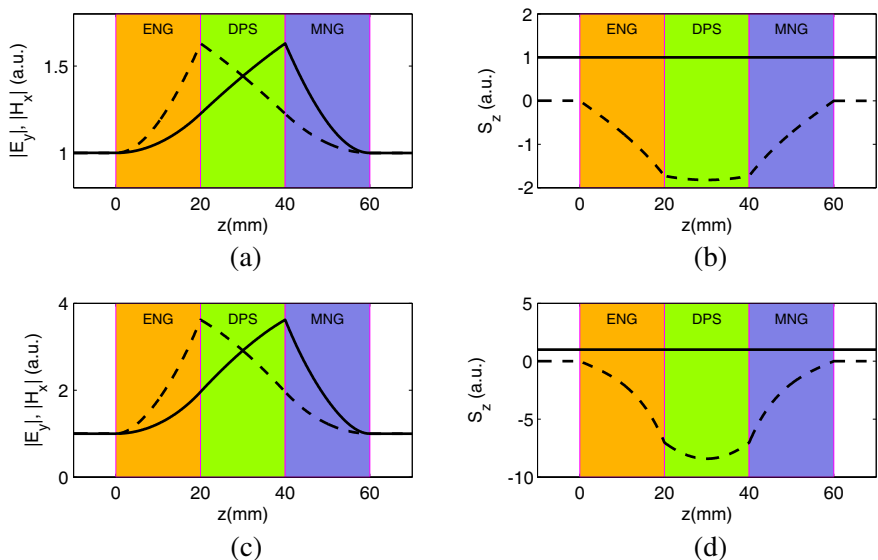 ENG DPS MNG
|E_y|, |H_x| (a.u.)
1.5
1
0 20 40 60
z(mm)
(a)
ENG DPS MNG
S_z (a.u.)
2
1
0
-1
-2
0 20 40 60
z(mm)
(b)
ENG DPS MNG
|E_y|, |H_x| (a.u.)
4
2
0
0 20 40 60
z(mm)
(c)
ENG DPS MNG
S_z (a.u.)
5
0
-5
-10
0 20 40 60
z(mm)
(d)